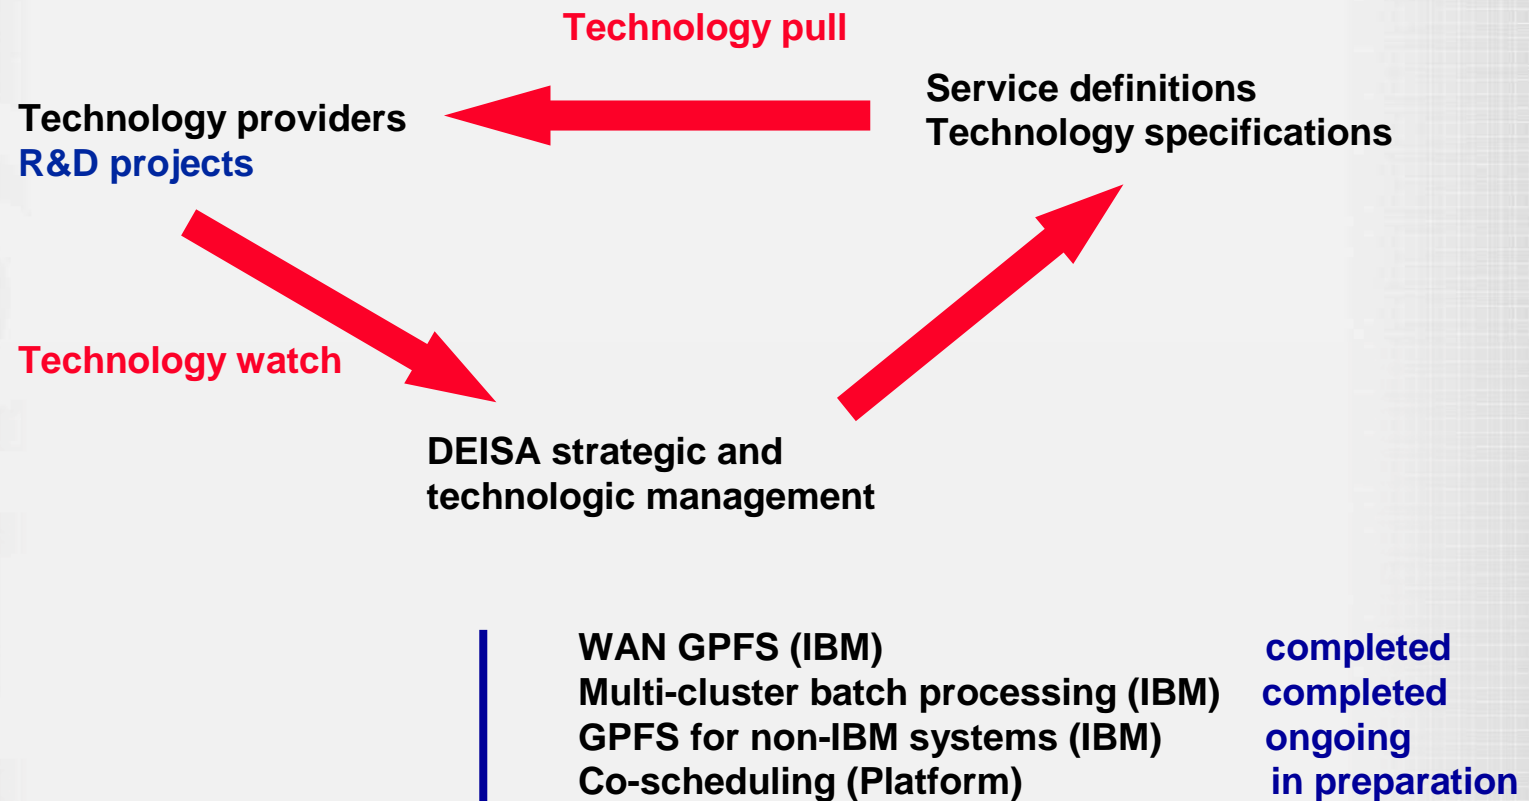 Technology pull
Service definitions
Technology specifications
Technology providers
R&D projects
Technology watch
DEISA strategic and
technologic management
WAN GPFS (IBM) completed
Multi-cluster batch processing (IBM) completed
GPFS for non-IBM systems (IBM) ongoing
Co-scheduling (Platform) in preparation